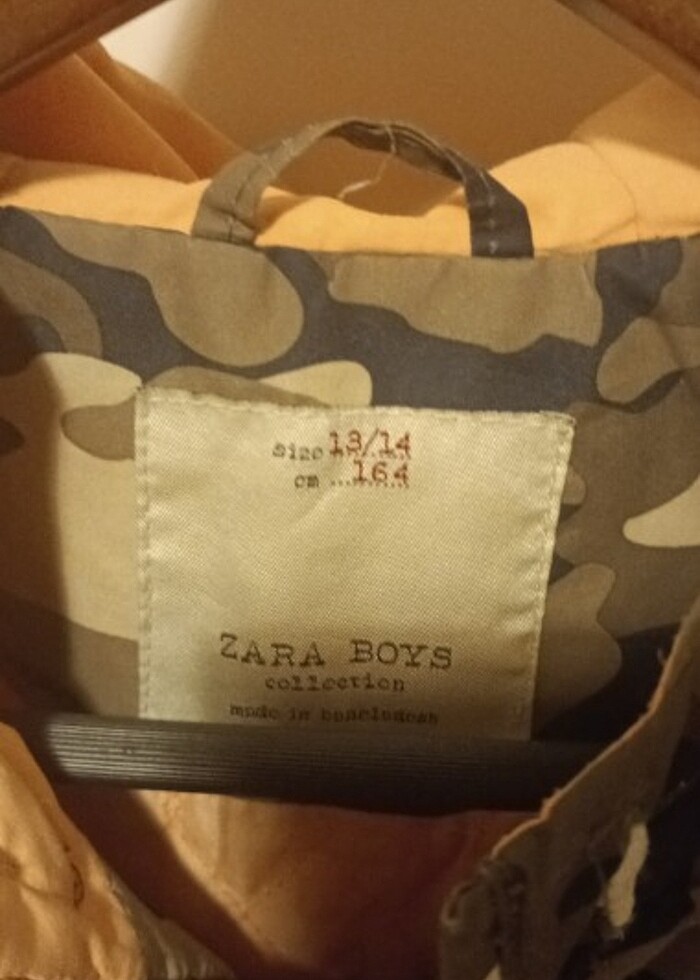 size 13/14
cm 164
ZARA BOYS
collection
made in bangladesh